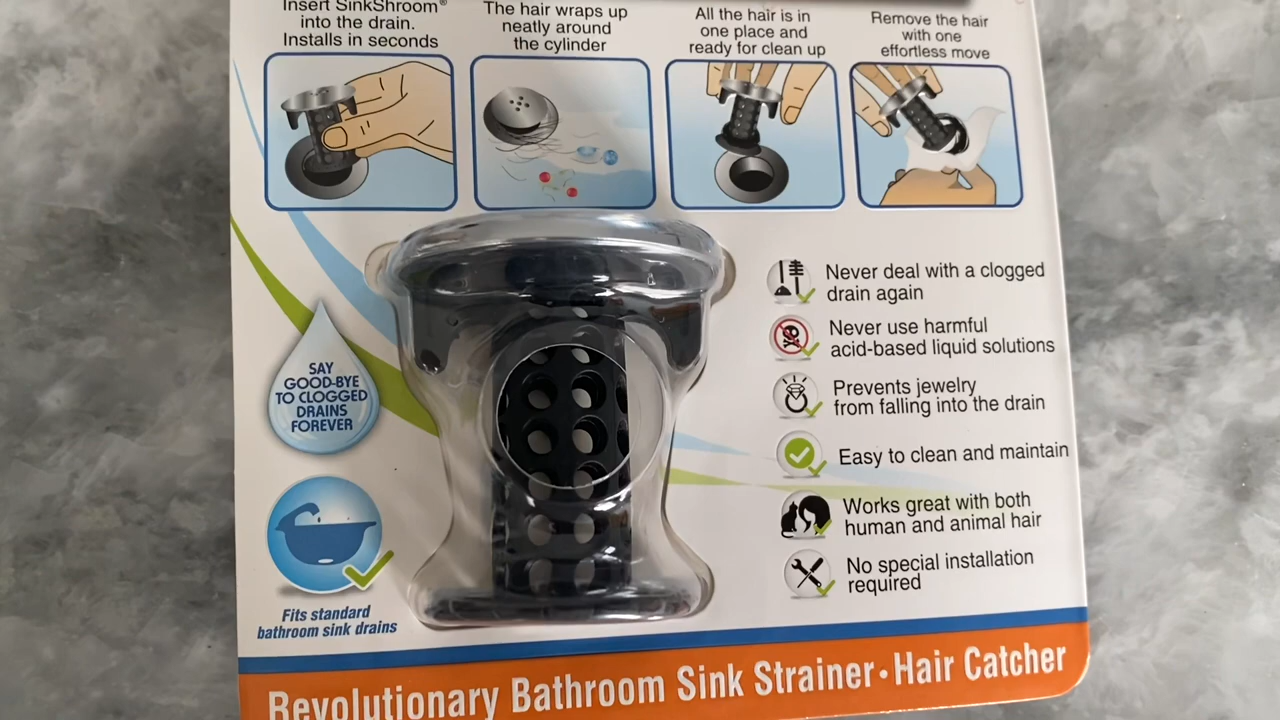 Insert SinkShroom®
into the drain.
Installs in seconds
The hair wraps up
neatly around
the cylinder
All the hair is in
one place and
ready for clean up
Remove the hair
with one
effortless move
SAY
GOOD-BYE
TO CLOGGED
DRAINS
FOREVER
Fits standard
bathroom sink drains
Never deal with a clogged
drain again
Never use harmful
acid-based liquid solutions
Prevents jewelry
from falling into the drain
Easy to clean and maintain
Works great with both
human and animal hair
No special installation
required
Revolutionary Bathroom Sink Strainer • Hair Catcher